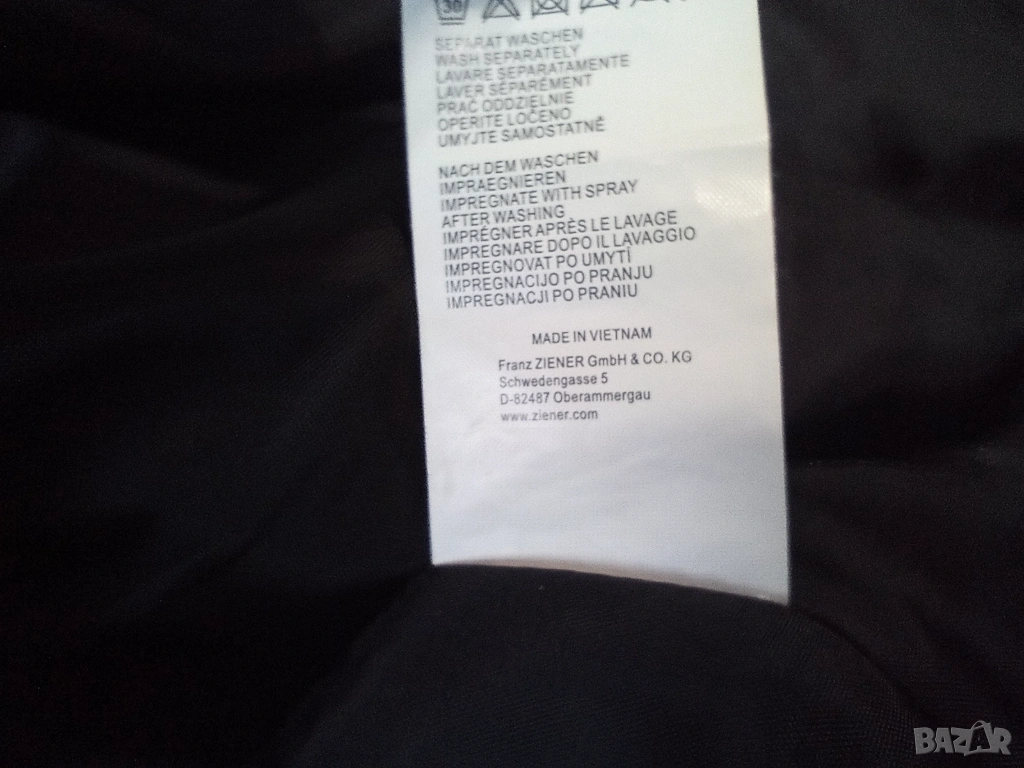 30
SEPARAT WASCHEN
WASH SEPARATELY
LAVARE SEPARATAMENTE
LAVER SÉPARÉMENT
PRAĆ ODDZIELNIE
OPERITE LOČENO
UMYJTE SAMOSTATNĚ
NACH DEM WASCHEN
IMPRAEGNIEREN
IMPREGNATE WITH SPRAY
AFTER WASHING
IMPRÉGNER APRÈS LE LAVAGE
IMPREGNARE DOPO IL LAVAGGIO
IMPREGNOVAT PO UMYTÍ
IMPREGNACIJO PO PRANJU
IMPREGNACJI PO PRANIU
MADE IN VIETNAM
Franz ZIENER GmbH & CO. KG
Schwedengasse 5
D-82487 Oberammergau
www.ziener.com
BAZAR